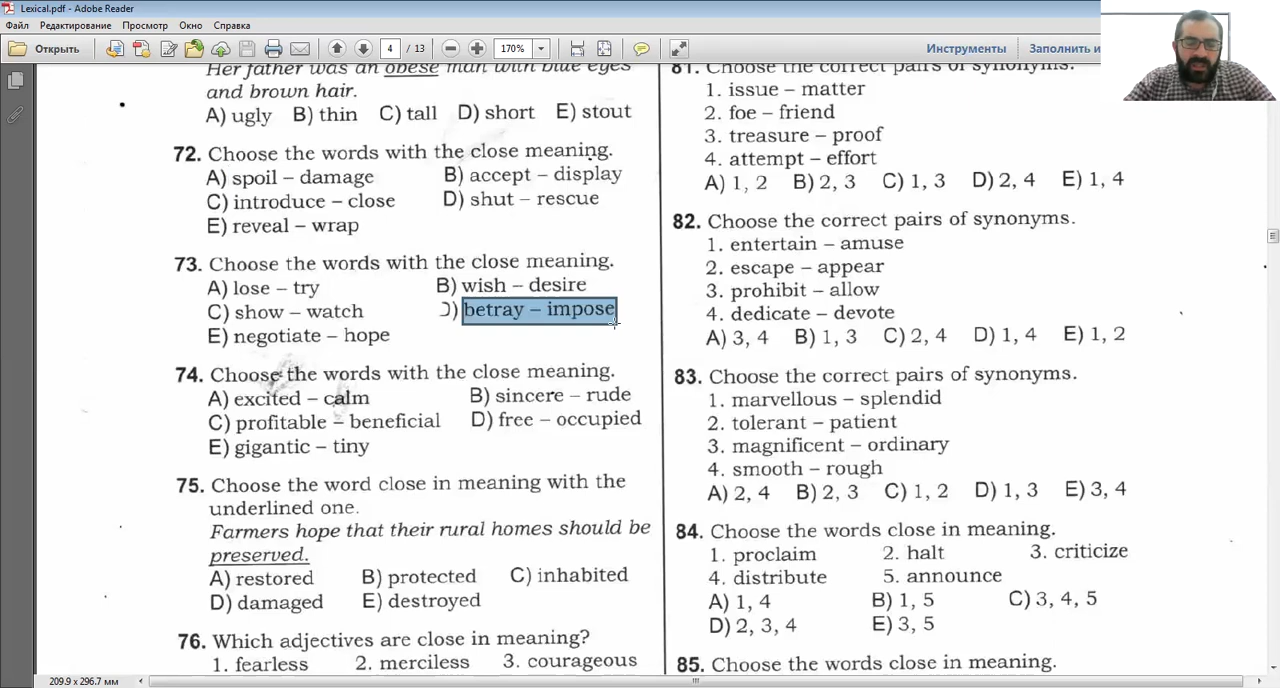 Lexical.pdf - Adobe Reader
Файл Редактирование Просмотр Окно Справка
Открыть 4 / 13 170% Инструменты Заполнить и
Her father was an obese man with blue eyes
and brown hair.
A) ugly B) thin C) tall D) short E) stout
72. Choose the words with the close meaning.
A) spoil – damage B) accept – display
C) introduce – close D) shut – rescue
E) reveal – wrap
73. Choose the words with the close meaning.
A) lose – try B) wish – desire
C) show – watch D) betray – impose
E) negotiate – hope
74. Choose the words with the close meaning.
A) excited – calm B) sincere – rude
C) profitable – beneficial D) free – occupied
E) gigantic – tiny
75. Choose the word close in meaning with the
underlined one.
Farmers hope that their rural homes should be
preserved.
A) restored B) protected C) inhabited
D) damaged E) destroyed
76. Which adjectives are close in meaning?
1. fearless 2. merciless 3. courageous
81. Choose the correct pairs of synonyms.
1. issue – matter
2. foe – friend
3. treasure – proof
4. attempt – effort
A) 1, 2 B) 2, 3 C) 1, 3 D) 2, 4 E) 1, 4
82. Choose the correct pairs of synonyms.
1. entertain – amuse
2. escape – appear
3. prohibit – allow
4. dedicate – devote
A) 3, 4 B) 1, 3 C) 2, 4 D) 1, 4 E) 1, 2
83. Choose the correct pairs of synonyms.
1. marvellous – splendid
2. tolerant – patient
3. magnificent – ordinary
4. smooth – rough
A) 2, 4 B) 2, 3 C) 1, 2 D) 1, 3 E) 3, 4
84. Choose the words close in meaning.
1. proclaim 2. halt 3. criticize
4. distribute 5. announce
A) 1, 4 B) 1, 5 C) 3, 4, 5
D) 2, 3, 4 E) 3, 5
85. Choose the words close in meaning.
209.9 x 296.7 мм